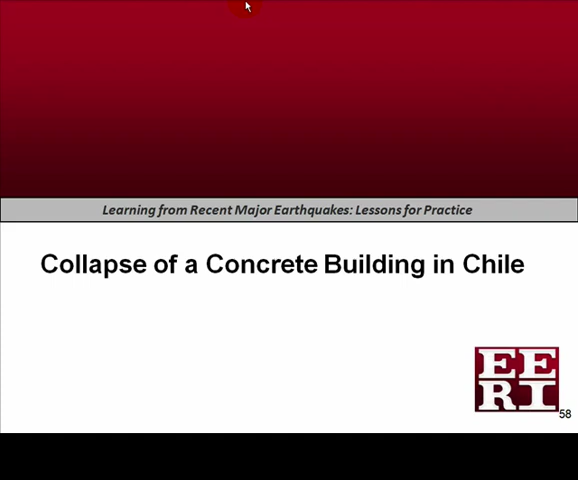 Learning from Recent Major Earthquakes: Lessons for Practice
Collapse of a Concrete Building in Chile
EE
RI
58